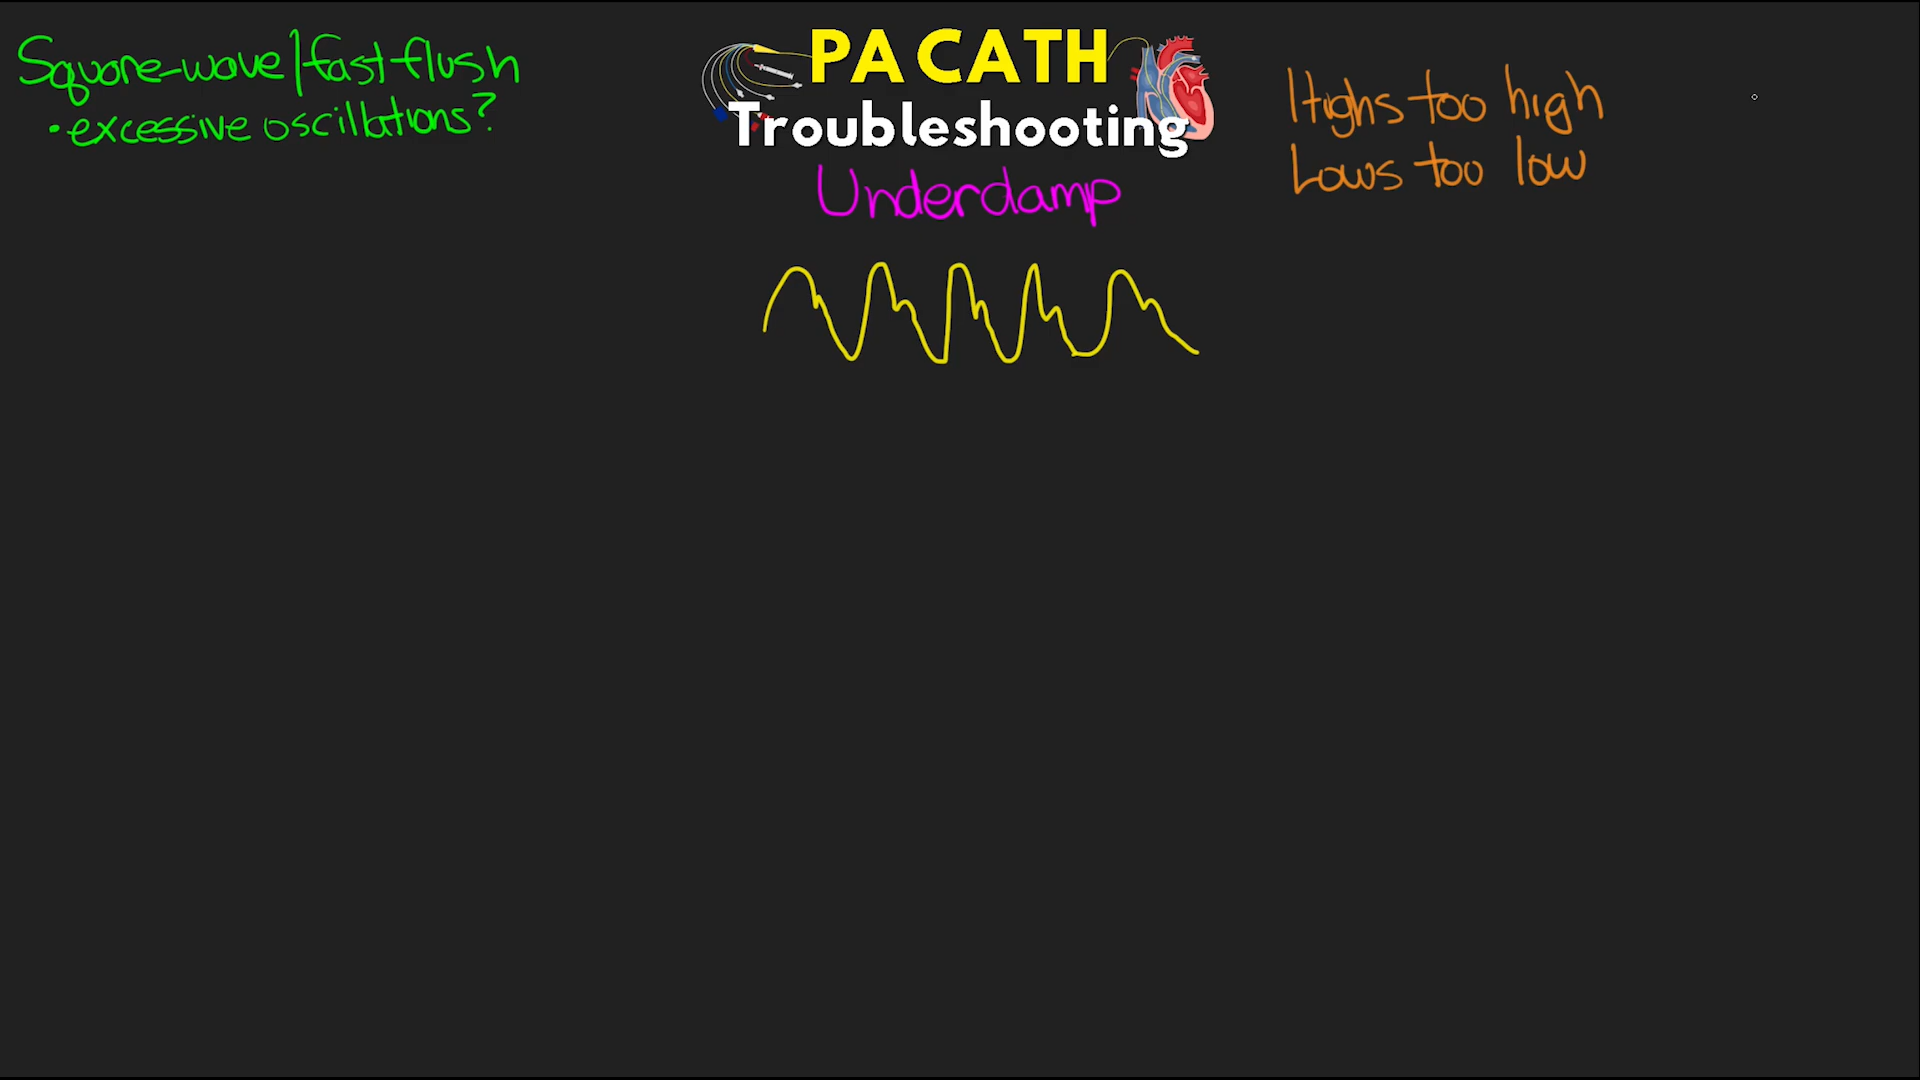 Square-wave/fast flush
• excessive oscillations?
PA CATH
Troubleshooting
Underdamp
Highs too high
Lows too low